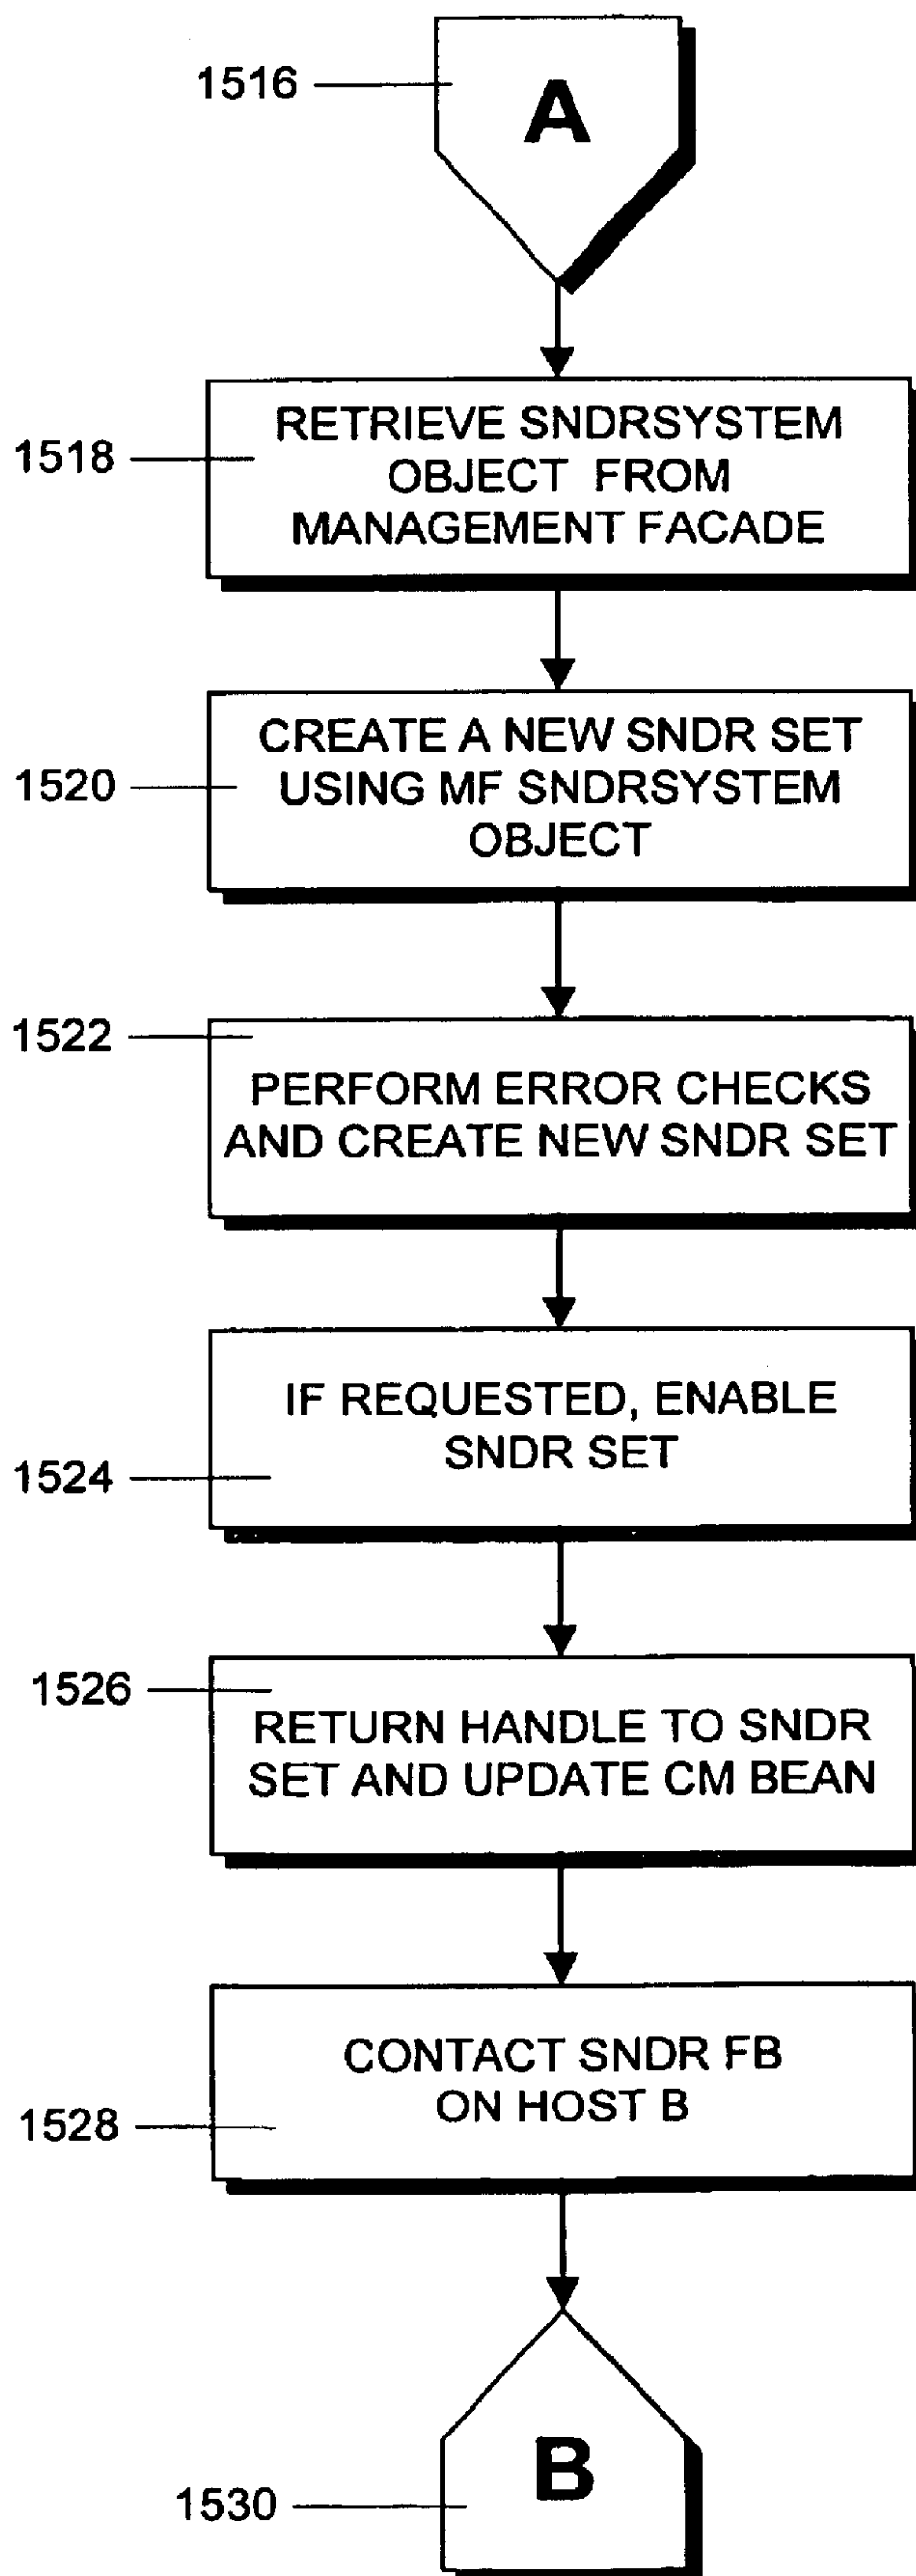 1516
A
1518
RETRIEVE SNDRSYSTEM
OBJECT FROM
MANAGEMENT FACADE
1520
CREATE A NEW SNDR SET
USING MF SNDRSYSTEM
OBJECT
1522
PERFORM ERROR CHECKS
AND CREATE NEW SNDR SET
IF REQUESTED, ENABLE
SNDR SET
1524
1526
RETURN HANDLE TO SNDR
SET AND UPDATE CM BEAN
CONTACT SNDR FB
ON HOST B
1528
B
1530